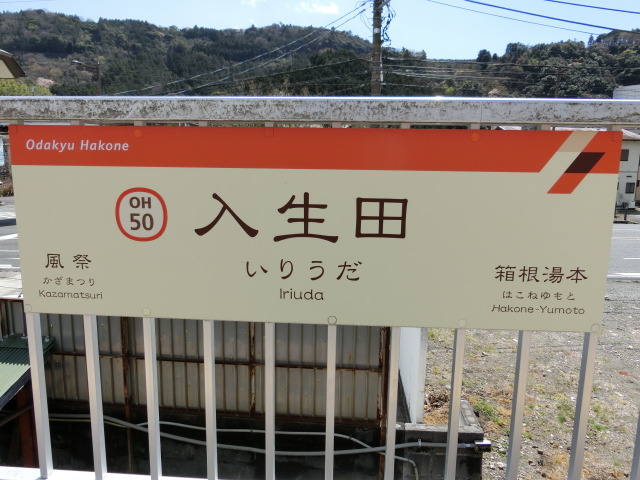 Odakyu Hakone
OH
50
入生田
いりうだ
Iriuda
風祭
かざまつり
Kazamatsuri
箱根湯本
はこねゆもと
Hakone-Yumoto